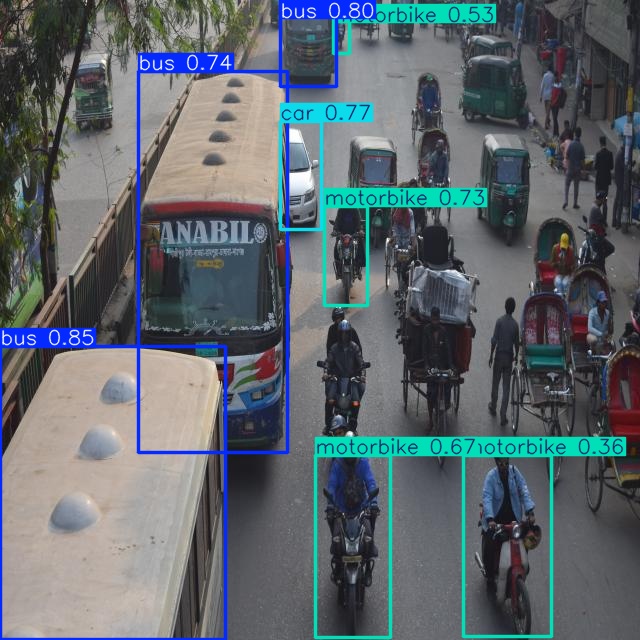 bus 0.80
motorbike 0.53
bus 0.74
car 0.77
motorbike 0.73
ANABIL
bus 0.85
motorbike 0.67
otorbike 0.36